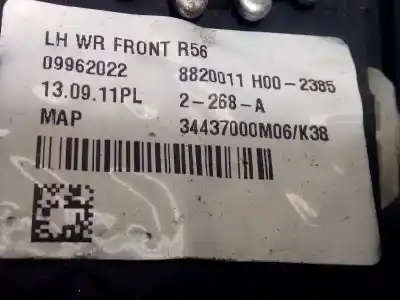 LH WR FRONT R56
09962022 8820011 H00-2385
13.09.11PL 2-268-A
MAP 34437000M06/K38